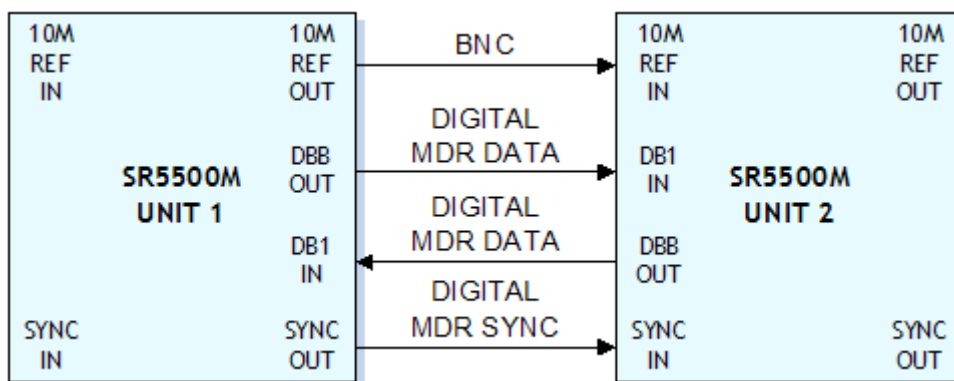 10M
REF
IN
10M
REF
OUT
BNC
10M
REF
IN
10M
REF
OUT
SR5500M
UNIT 1
DBB
OUT
DIGITAL
MDR DATA
DB1
IN
SR5500M
UNIT 2
DB1
IN
DIGITAL
MDR DATA
DBB
OUT
SYNC
IN
SYNC
OUT
DIGITAL
MDR SYNC
SYNC
IN
SYNC
OUT